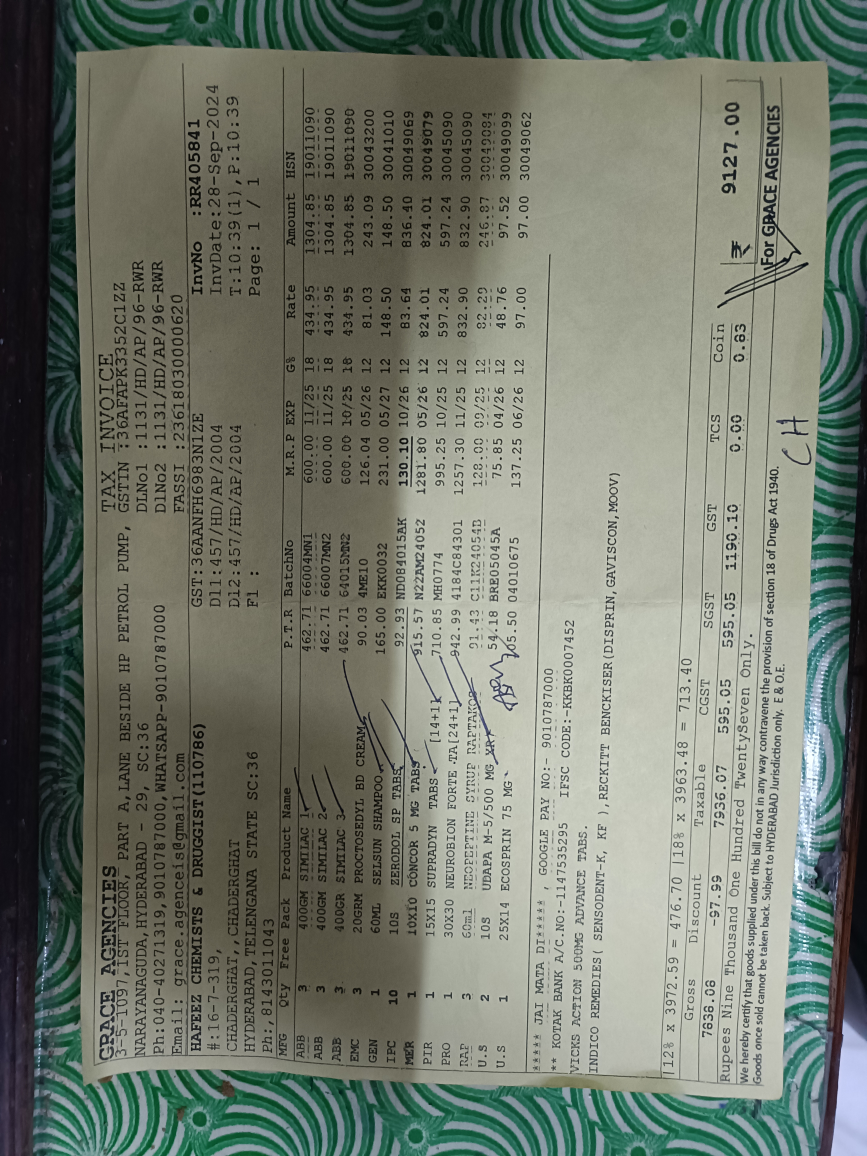 GRACE AGENCIES TAX INVOICE
3-5-1097,1ST FLOOR, PART A,LANE BESIDE HP PETROL PUMP, GSTIN :36AFAPK3352C1ZZ
NARAYANAGUDA,HYDERABAD - 29, SC:36 DLNo1 :1131/HD/AP/96-RWR
Ph:040-40271319,9010787000,WHATSAPP-9010787000 DlNo2 :1131/HD/AP/96-RWR
Email: grace.agenceis@gmail.com FASSI :23618030000620
HAFEEZ CHEMISTS & DRUGGIST(110786) GST:36AANFH6983N1ZE InvNo :RR405841
#:16-7-319, D11:457/HD/AP/2004 InvDate:28-Sep-2024
CHADERGHAT,,CHADERGHAT D12:457/HD/AP/2004 T:10:39(1),P:10:39
HYDERABAD,TELENGANA STATE SC:36 Fl : Page: 1 / 1
Ph:,8143011043
MFG Qty Free Pack Product Name P.T.R BatchNo M.R.P EXP G% Rate Amount HSN
ABB 3 400GM SIMILAC 1 462.71 66004MN1 600.00 11/25 18 434.95 1304.85 19011090
ABB 3 400GM SIMILAC 2 462.71 66007MN2 600.00 11/25 18 434.95 1304.85 19011090
ABB 3 400GR SIMILAC 3 462.71 64015MN2 600.00 10/25 18 434.95 1304.85 19011090
EMC 3 20GRM PROCTOSEDYL BD CREAM 90.03 4ME10 126.04 05/26 12 81.03 243.09 30043200
GEN 1 60ML SELSUN SHAMPOO 165.00 EKK0032 231.00 05/27 12 148.50 148.50 30041010
IPC 10 10S ZERODOL SP TABS 92.93 ND084015AK 130.10 10/26 12 83.64 836.40 30049069
MER 1 10X10 CONCOR 5 MG TABS 915.57 N22AM24052 1281.80 05/26 12 824.01 824.01 30049079
PIR 1 15X15 SUPRADYN TABS [14+1] 710.85 MH0774 995.25 10/25 12 597.24 597.24 30045090
PRO 1 30X30 NEUROBION FORTE TA[24+1] 942.99 4184C84301 1257.30 11/25 12 832.90 832.90 30045090
RAP 3 60ml NEOPEPTINE SYRUP RAPTAKOS 91.43 C11K24054B 128.00 09/25 12 82.29 246.87 30049084
U.S 2 10S UDAPA M-5/500 MG XR 54.18 BRE05045A 75.85 04/26 12 48.76 97.52 30049099
U.S 1 25X14 ECOSPRIN 75 MG 04010675 137.25 06/26 12 97.00 97.00 30049062
***** JAI MATA DI***** , GOOGLE PAY NO:- 9010787000
** KOTAK BANK A/C.NO:-1147535295 IFSC CODE:-KKBK0007452
VICKS ACTION 500MG ADVANCE TABS.
INDICO REMEDIES( SENSODENT-K, KF ),RECKITT BENCKISER(DISPRIN,GAVISCON,MOOV)
|12% x 3972.59 = 476.70 |18% x 3963.48 = 713.40
Gross Discount Taxable CGST SGST GST TCS Coin
7636.08 -97.99 7936.07 595.05 595.05 1190.10 0.00 0.83 ₹ 9127.00
Rupees Nine Thousand One Hundred TwentySeven Only.
We hereby certify that goods supplied under this bill do not in any way contravene the provision of section 18 of Drugs Act 1940. For GRACE AGENCIES
Goods once sold cannot be taken back. Subject to HYDERABAD Jurisdiction only. E & O.E.
CH